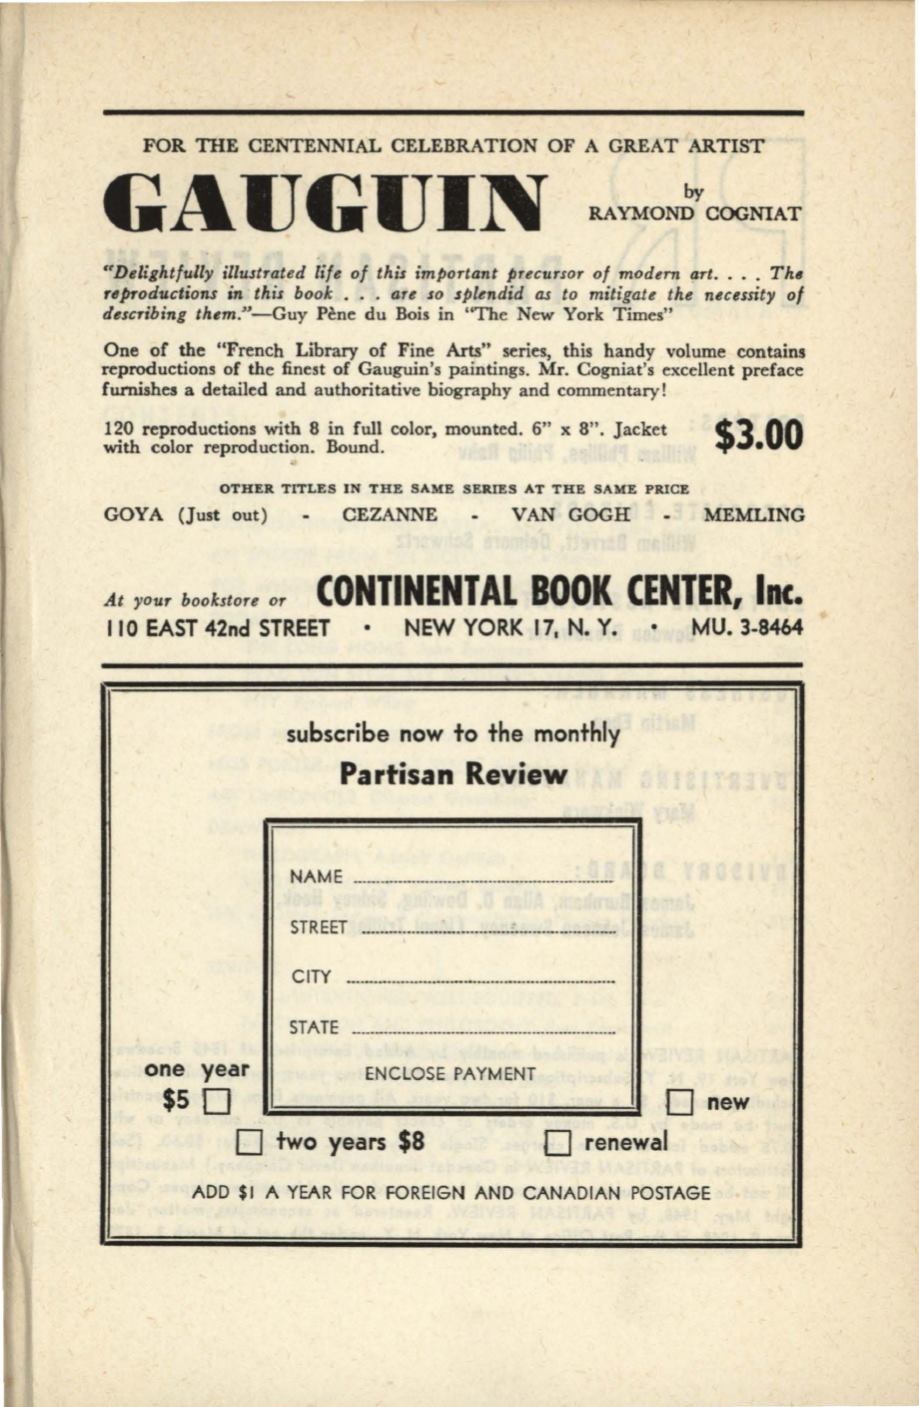 FOR THE CENTENNIAL CELEBRATION OF A GREAT ARTIST
GAUGUIN by
RAYMOND COGNIAT
"Delightfully illustrated life of this important precursor of modern art. . . . The
reproductions in this book . . . are so splendid as to mitigate the necessity of
describing them."—Guy Pène du Bois in "The New York Times"
One of the "French Library of Fine Arts" series, this handy volume contains
reproductions of the finest of Gauguin's paintings. Mr. Cogniat's excellent preface
furnishes a detailed and authoritative biography and commentary!
120 reproductions with 8 in full color, mounted. 6" x 8". Jacket
with color reproduction. Bound.
$3.00
OTHER TITLES IN THE SAME SERIES AT THE SAME PRICE
GOYA (Just out) - CEZANNE - VAN GOGH - MEMLING
At your bookstore or CONTINENTAL BOOK CENTER, Inc.
110 EAST 42nd STREET • NEW YORK 17, N. Y. • MU. 3-8464
subscribe now to the monthly
Partisan Review
NAME
STREET
CITY
STATE
ENCLOSE PAYMENT
one year
$5
new
two years $8
renewal
ADD $1 A YEAR FOR FOREIGN AND CANADIAN POSTAGE